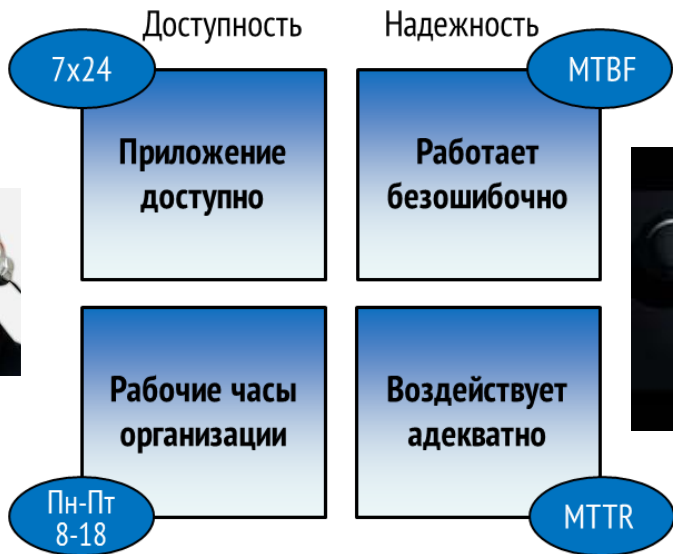 Доступность
Надежность
7x24
MTBF
Приложение
доступно
Работает
безошибочно
Рабочие часы
организации
Воздействует
адекватно
Пн-Пт
8-18
MTTR